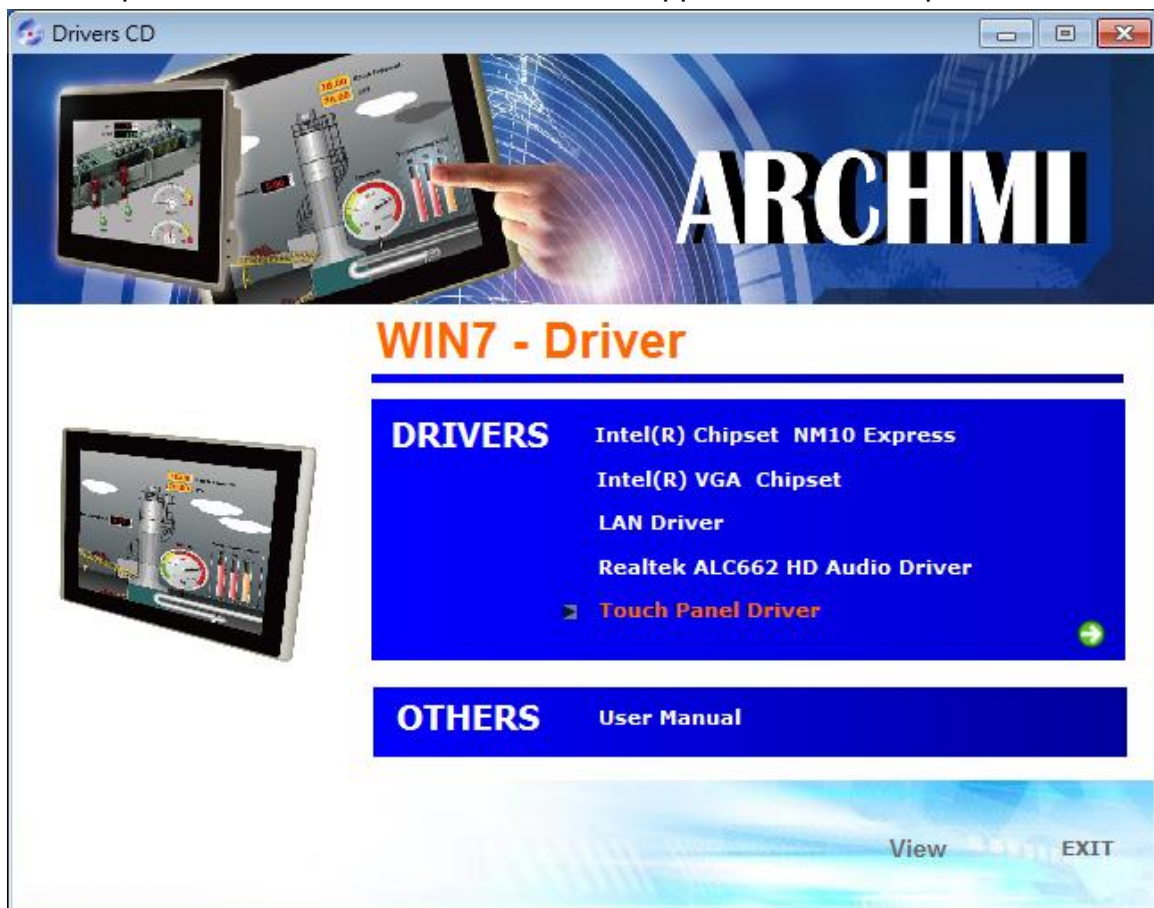 Drivers CD
ARCHMI
WIN7 - Driver
DRIVERS
Intel(R) Chipset NM10 Express
Intel(R) VGA Chipset
LAN Driver
Realtek ALC662 HD Audio Driver
Touch Panel Driver
OTHERS
User Manual
View
EXIT